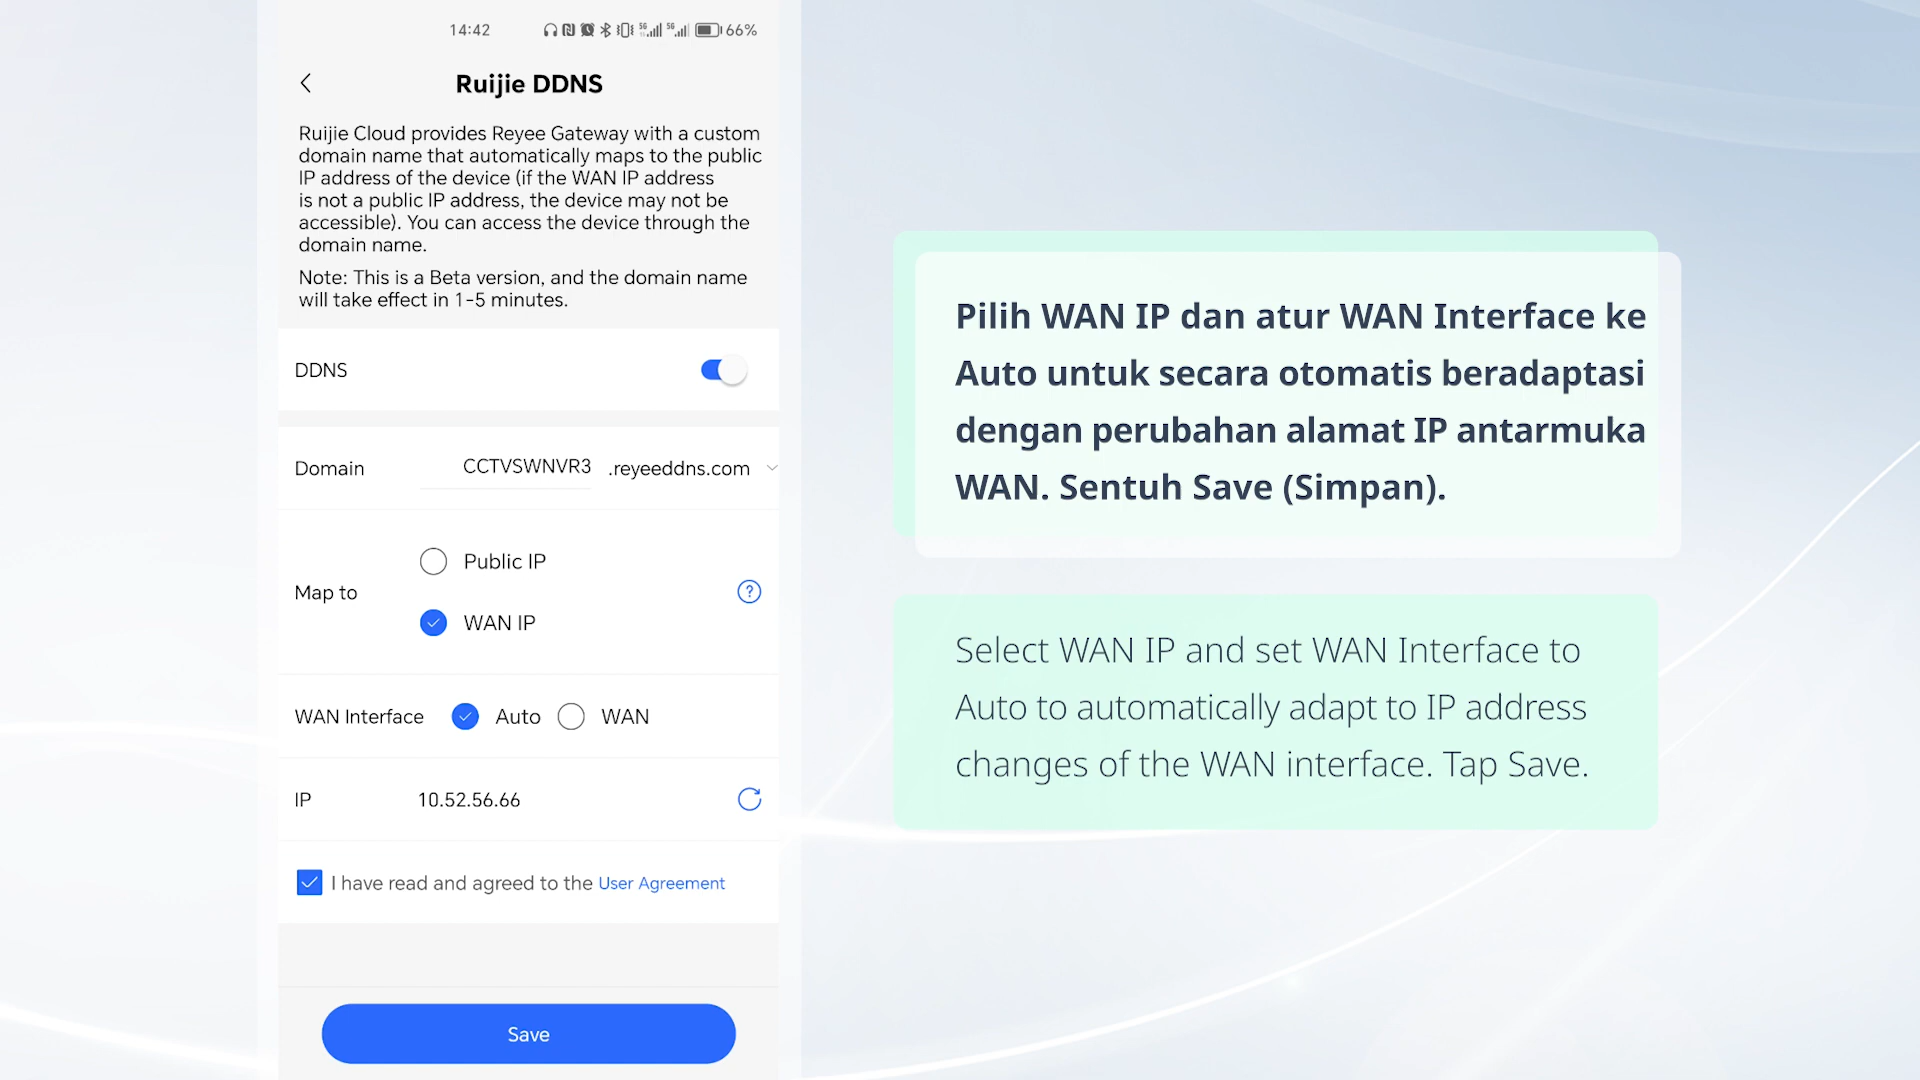 14:42
5G 5G 66%
Ruijie DDNS
Ruijie Cloud provides Reyee Gateway with a custom
domain name that automatically maps to the public
IP address of the device (if the WAN IP address
is not a public IP address, the device may not be
accessible). You can access the device through the
domain name.
Note: This is a Beta version, and the domain name
will take effect in 1-5 minutes.
DDNS
Domain CCTVSWNVR3 .reyeeddns.com
Public IP
Map to ?
WAN IP
WAN Interface Auto WAN
IP 10.52.56.66
I have read and agreed to the User Agreement
Save
Pilih WAN IP dan atur WAN Interface ke
Auto untuk secara otomatis beradaptasi
dengan perubahan alamat IP antarmuka
WAN. Sentuh Save (Simpan).
Select WAN IP and set WAN Interface to
Auto to automatically adapt to IP address
changes of the WAN interface. Tap Save.